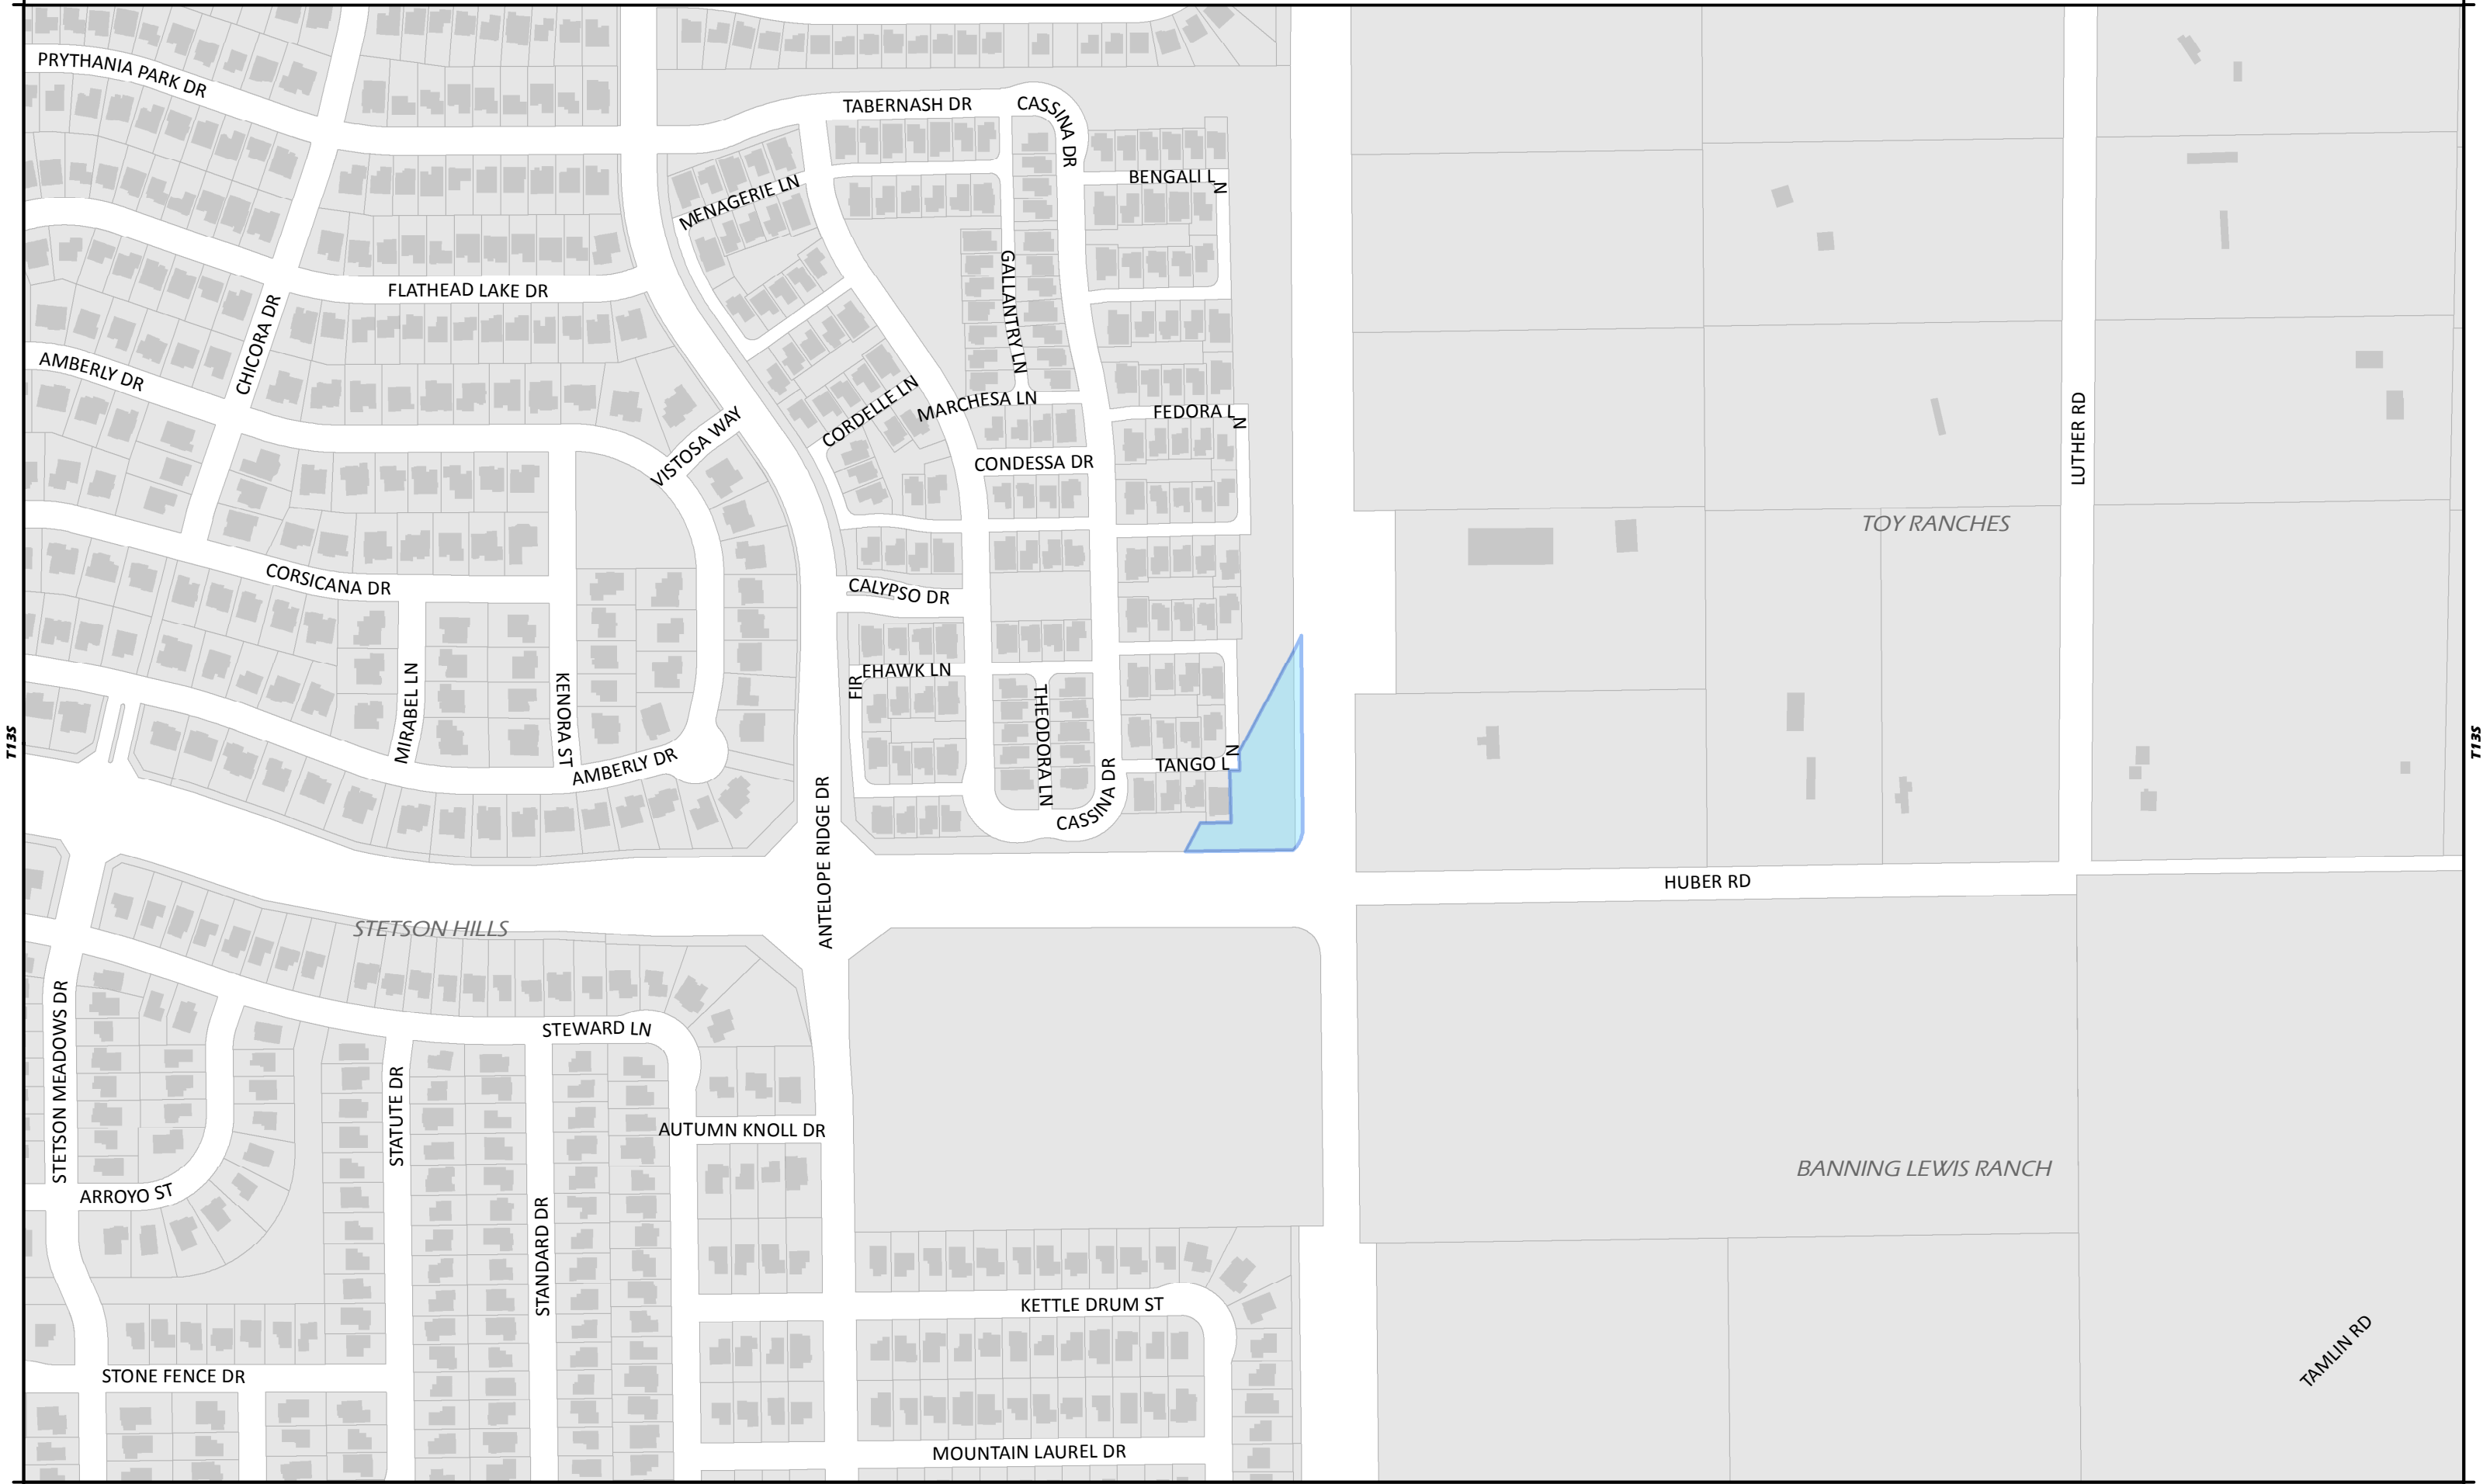 PRYTHANIA PARK DR
TABERNASH DR
CASSINA DR
BENGALI LN
MENAGERIE LN
FLATHEAD LAKE DR
GALLANTRY LN
CHICORA DR
AMBERLY DR
CORDELLE LN
MARCHESA LN
FEDORA LN
VISTOSA WAY
CONDESSA DR
LUTHER RD
TOY RANCHES
CORSICANA DR
CALYPSO DR
FIREHAWK LN
MIRABEL LN
KENORA ST
THEODORA LN
T13S
T13S
AMBERLY DR
TANGO LN
CASSINA DR
ANTELOPE RIDGE DR
HUBER RD
STETSON HILLS
STETSON MEADOWS DR
STEWARD LN
STATUTE DR
AUTUMN KNOLL DR
BANNING LEWIS RANCH
ARROYO ST
STANDARD DR
KETTLE DRUM ST
TAMLIN RD
STONE FENCE DR
MOUNTAIN LAUREL DR